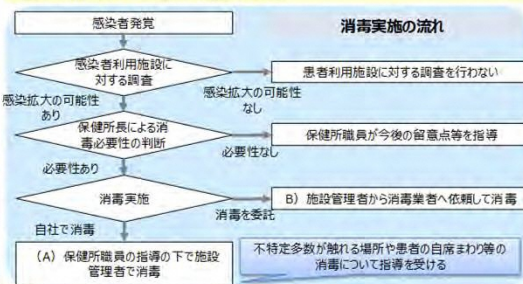 消毒実施の流れ
感染者発覚
感染者利用施設に
対する調査
患者利用施設に対する調査を行わない
感染拡大の可能性
なし
感染拡大の可能性
あり
保健所長による消
毒必要性の判断
保健所職員が今後の留意点等を指導
必要性なし
必要性あり
消毒実施
B）施設管理者から消毒業者へ依頼して消毒
消毒を委託
自社で消毒
（A）保健所職員の指導の下で施設
管理者で消毒
不特定多数が触れる場所や患者の自席まわり等の
消毒について指導を受ける